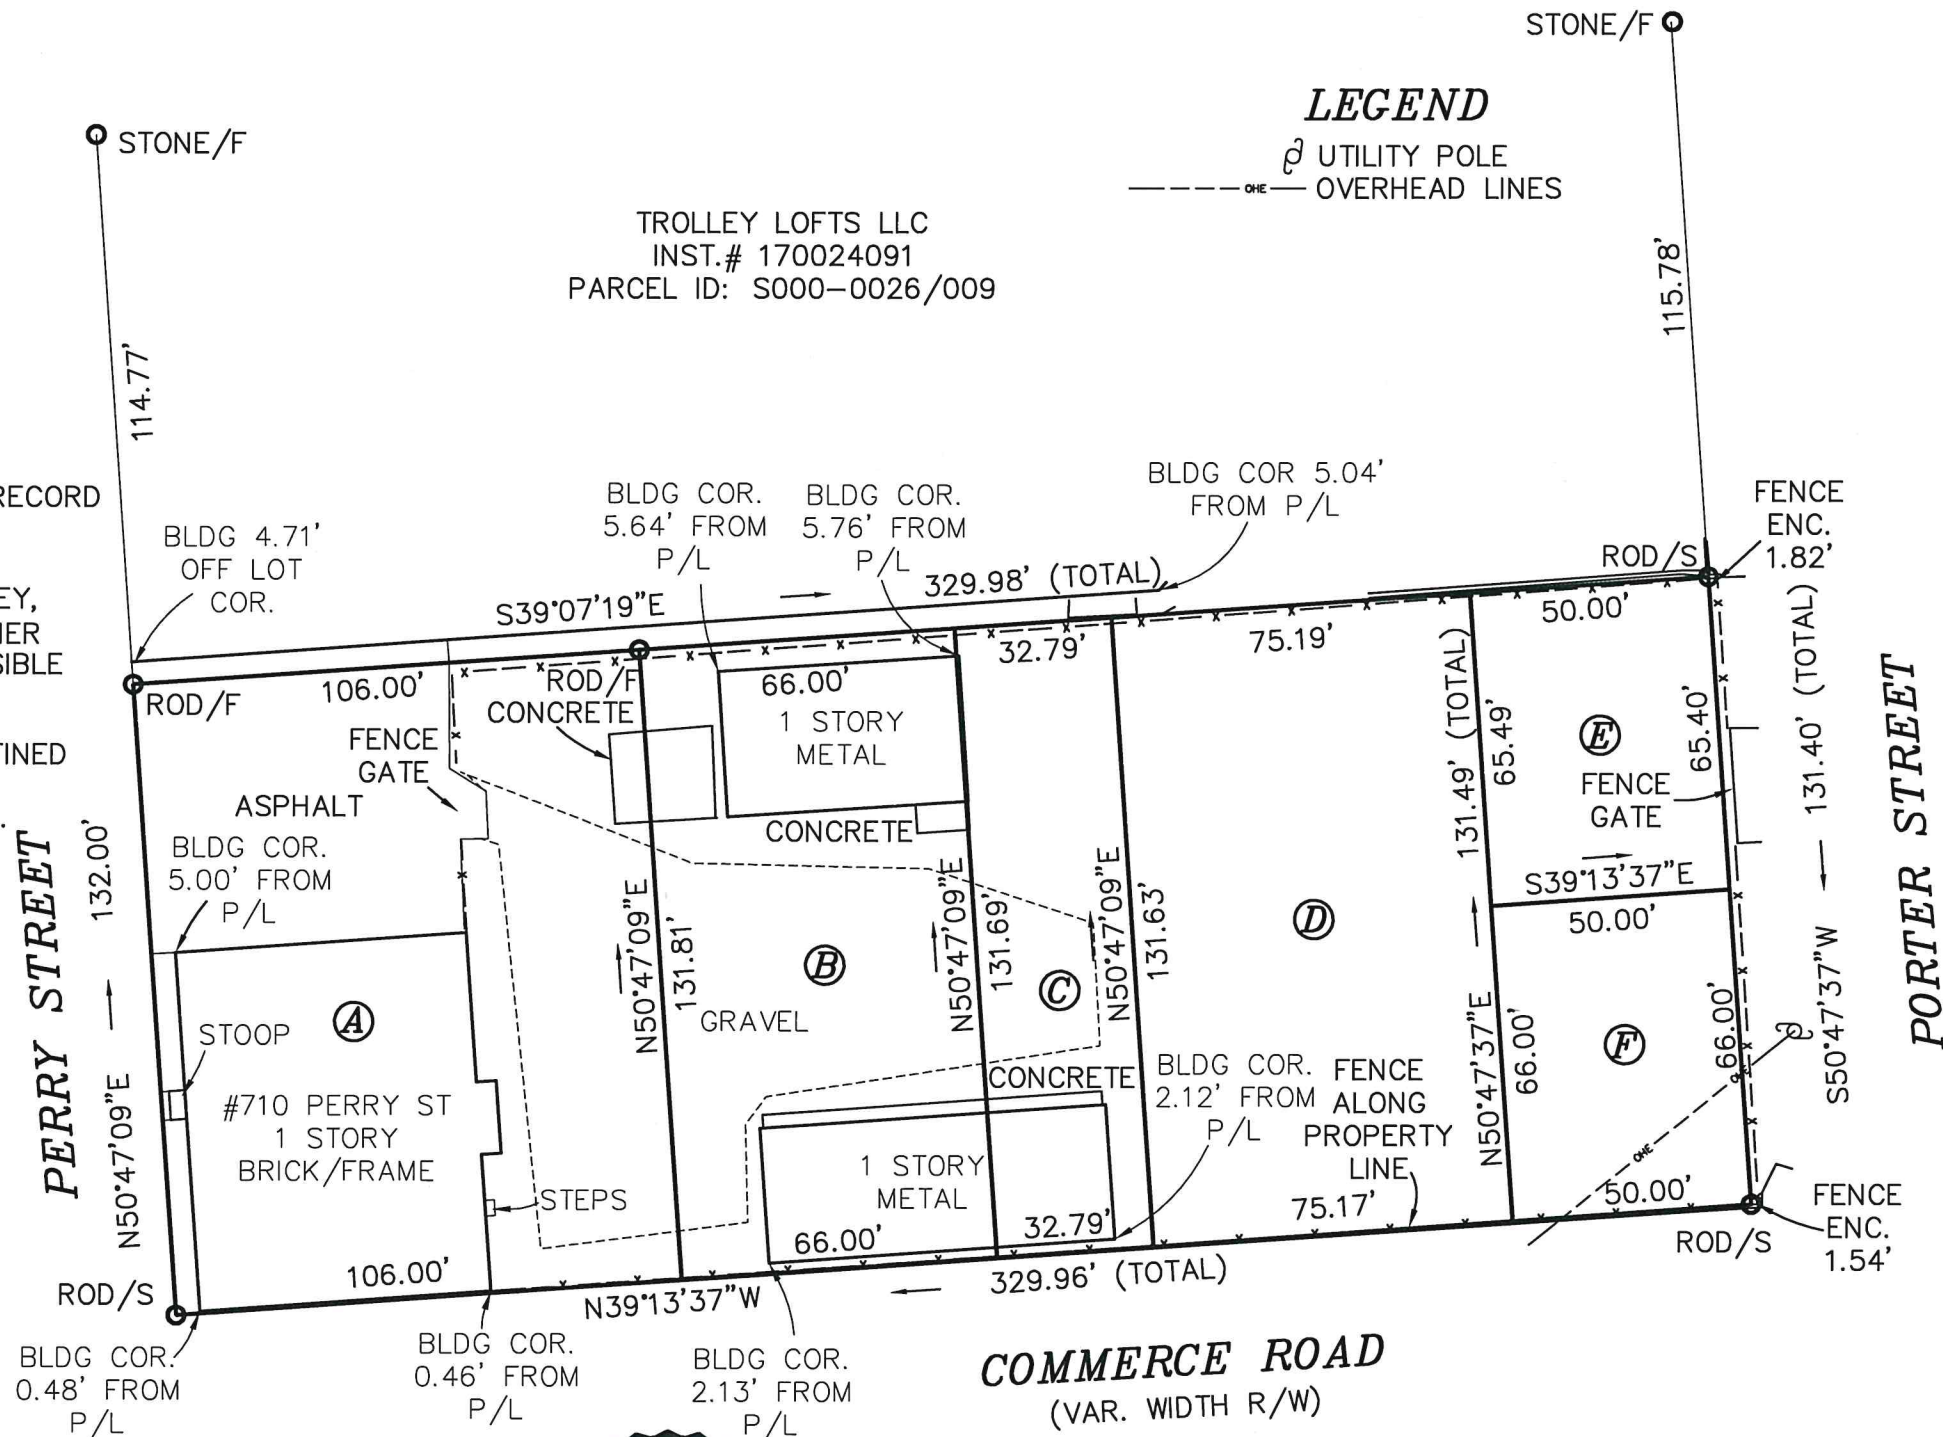 STONE/F
STONE/F
LEGEND
UTILITY POLE
OHE
OVERHEAD LINES
TROLLEY LOFTS LLC
INST.# 170024091
PARCEL ID: S000-0026/009
114.77'
115.78'
RECORD
BLDG 4.71'
OFF LOT
COR.
BLDG COR.
5.64' FROM
P/L
BLDG COR.
5.76' FROM
P/L
BLDG COR 5.04'
FROM P/L
FENCE
ENC.
1.82'
ROD/S
S39°07'19"E
329.98' (TOTAL)
ROD/F
106.00'
ROD/F
66.00'
32.79'
75.19'
50.00'
CONCRETE
1 STORY
METAL
FENCE
GATE
ASPHALT
CONCRETE
BLDG COR.
5.00' FROM
P/L
PERRY STREET
132.00'
N50°47'09"E
STOOP
A
#710 PERRY ST
1 STORY
BRICK/FRAME
STEPS
N50°47'09"E
131.81'
B
GRAVEL
N50°47'09"E
131.69'
C
N50°47'09"E
131.63'
D
131.49' (TOTAL)
65.49'
E
65.40'
FENCE
GATE
131.40' (TOTAL)
PORTER STREET
S39°13'37"E
50.00'
N50°47'37"E
66.00'
F
66.00'
S50°47'37"W
OHE
OHE
CONCRETE
1 STORY
METAL
BLDG COR.
2.12' FROM
P/L
FENCE
ALONG
PROPERTY
LINE
FENCE
ENC.
1.54'
ROD/S
ROD/S
106.00'
66.00'
32.79'
75.17'
50.00'
N39°13'37"W
329.96' (TOTAL)
BLDG COR.
0.48' FROM
P/L
BLDG COR.
0.46' FROM
P/L
BLDG COR.
2.13' FROM
P/L
COMMERCE ROAD
(VAR. WIDTH R/W)